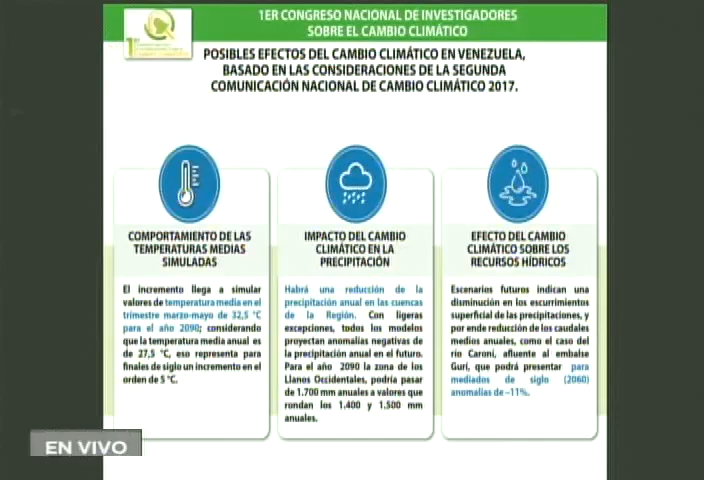 1ER CONGRESO NACIONAL DE INVESTIGADORES
SOBRE EL CAMBIO CLIMÁTICO
1
POSIBLES EFECTOS DEL CAMBIO CLIMÁTICO EN VENEZUELA,
BASADO EN LAS CONSIDERACIONES DE LA SEGUNDA
COMUNICACIÓN NACIONAL DE CAMBIO CLIMÁTICO 2017.
COMPORTAMIENTO DE LAS
TEMPERATURAS MEDIAS
SIMULADAS
El incremento llega a simular
valores de temperatura media en el
trimestre marzo-mayo de 32,5 °C
para el año 2090; considerando
que la temperatura media anual es
de 27,5 °C, eso representa para
finales de siglo un incremento en el
orden de 5 °C.
IMPACTO DEL CAMBIO
CLIMÁTICO EN LA
PRECIPITACIÓN
Habrá una reducción de la
precipitación anual en las cuencas
de la Región. Con ligeras
excepciones, todos los modelos
proyectan anomalías negativas de
la precipitación anual en el futuro.
Para el año 2090 la zona de los
Llanos Occidentales, podría pasar
de 1.700 mm anuales a valores que
rondan los 1.400 y 1.500 mm
anuales.
EFECTO DEL CAMBIO
CLIMÁTICO SOBRE LOS
RECURSOS HÍDRICOS
Escenarios futuros indican una
disminución en los escurrimientos
superficial de las precipitaciones, y
por ende reducción de los caudales
medios anuales, como el caso del
río Caroní, afluente al embalse
Guri, que podrá presentar para
mediados de siglo (2060)
anomalías de –11%.
EN VIVO